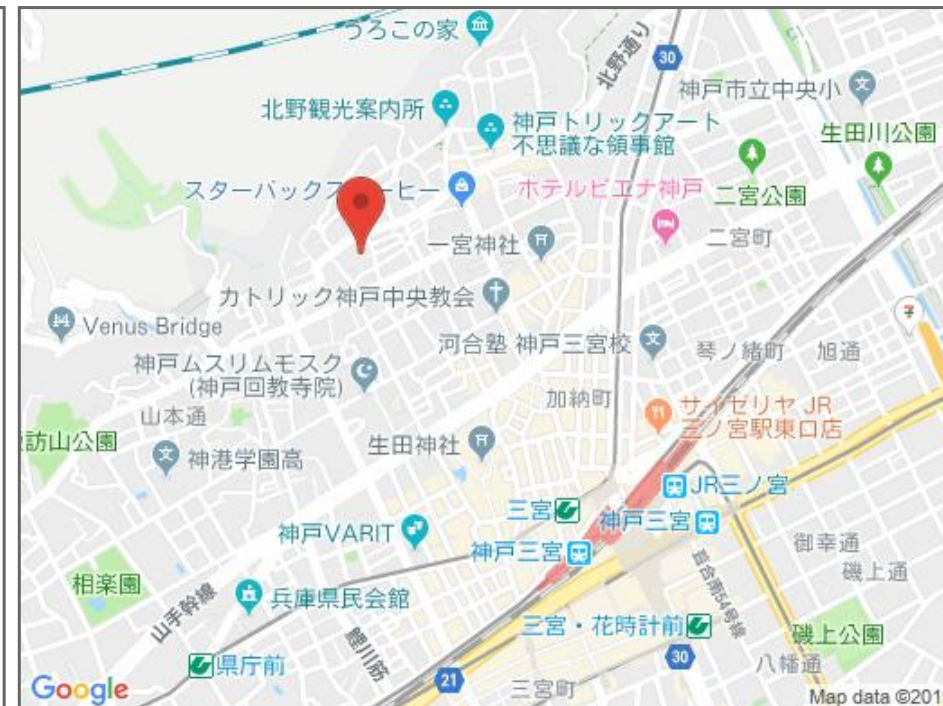 うろこの家
30
北野通り
神戸市立中央小
北野観光案内所
神戸トリックアート
不思議な領事館
生田川公園
ホテルピエナ神戸
二宮公園
一宮神社
二宮町
カトリック神戸中央教会
Venus Bridge
神戸ムスリムモスク
(神戸回教寺院)
河合塾 神戸三宮校
琴ノ緒町
旭通
加納町
山本通
サイゼリヤ JR
三ノ宮駅東口店
訪山公園
神港学園高
生田神社
JR三ノ宮
三宮
神戸三宮
神戸VARIT
神戸三宮
御幸通
磯上通
相楽園
兵庫県民会館
山手幹線
葺合南54号線
三宮・花時計前
磯上公園
鯉川筋
県庁前
30
八幡通
21
三宮町
Google
Map data ©201